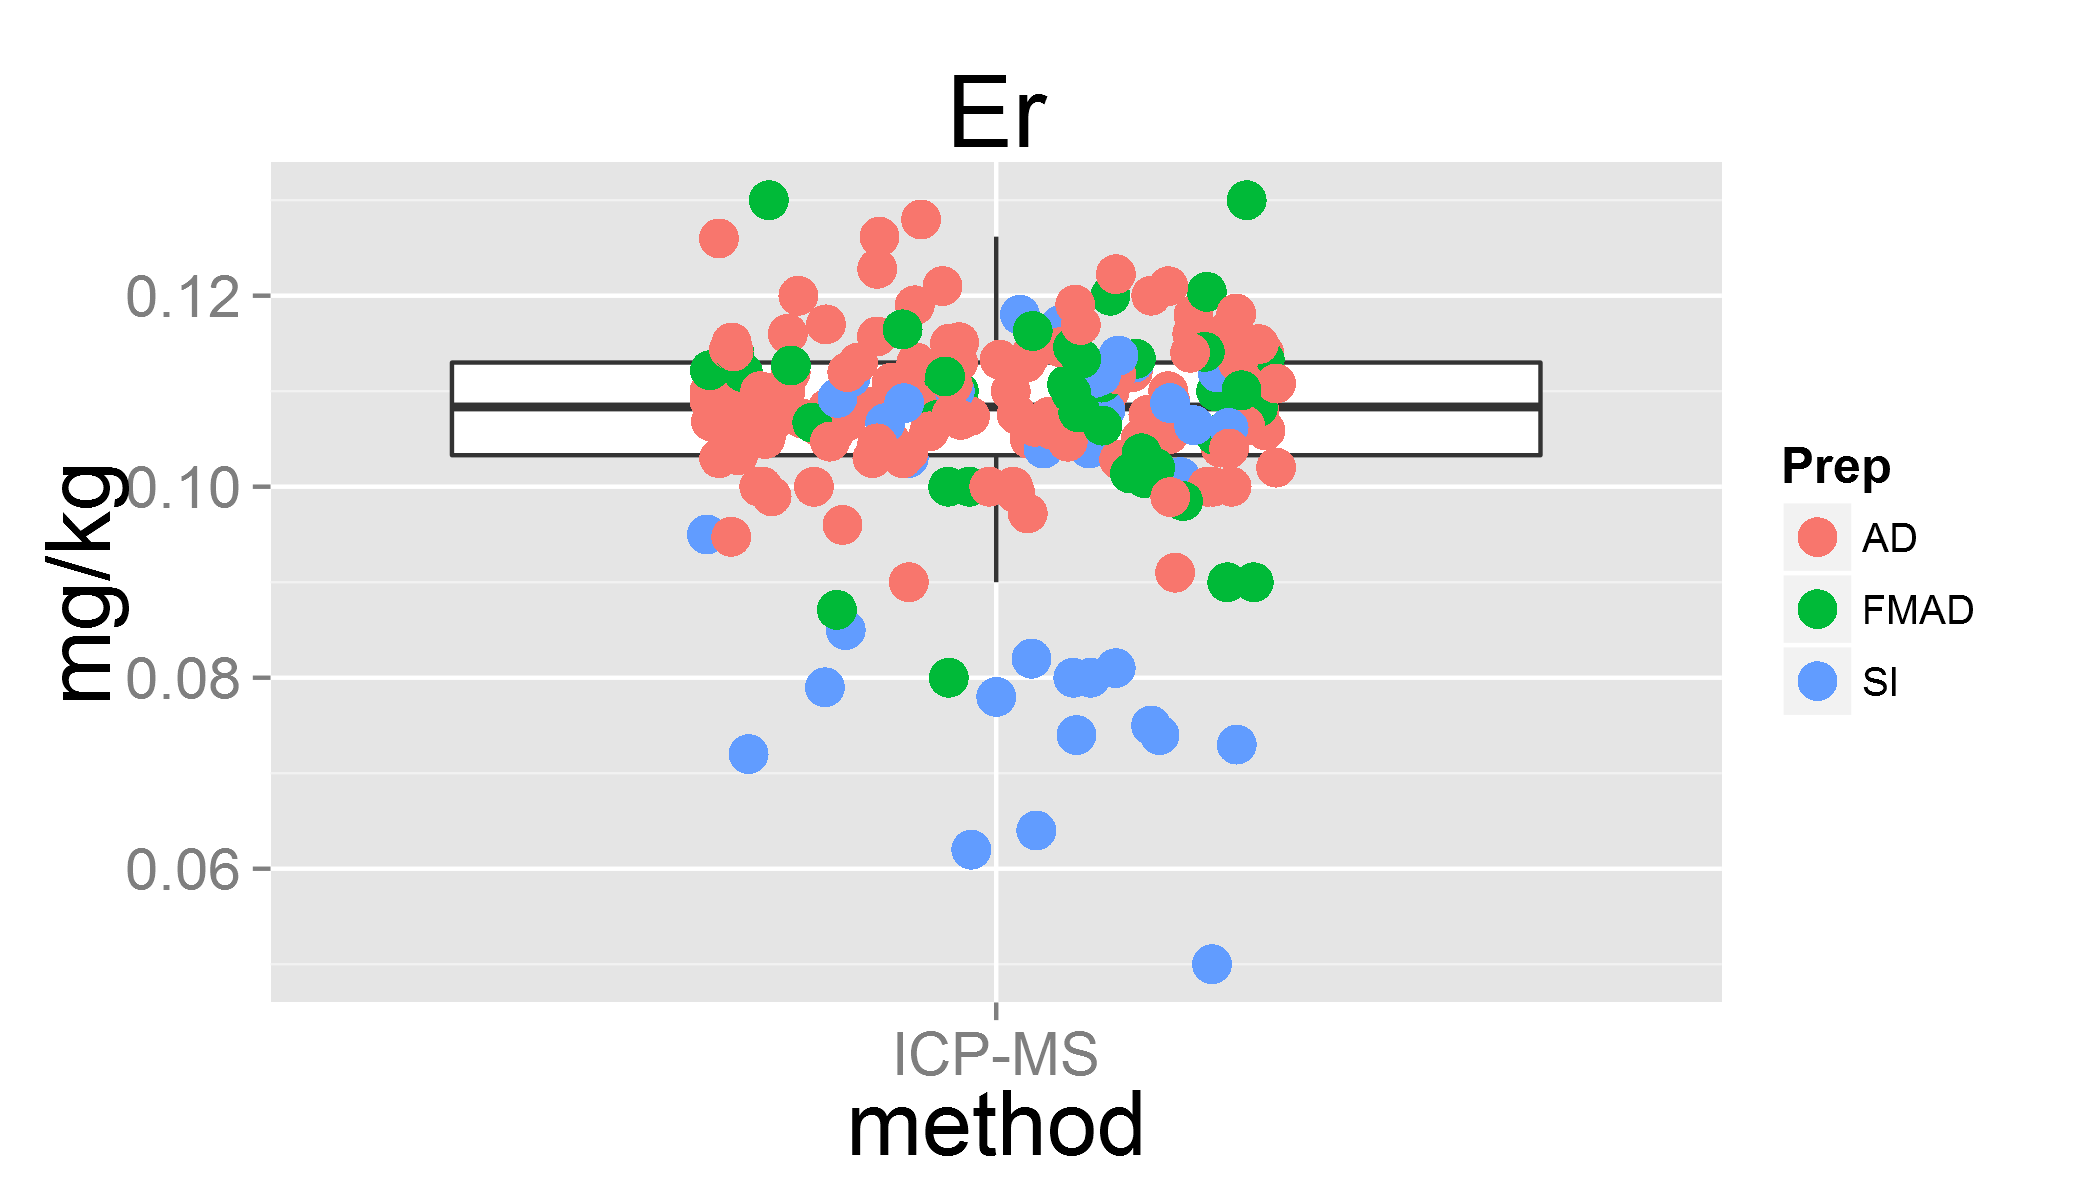 Er
mg/kg
0.12
0.10
0.08
0.06
ICP-MS
method
Prep
AD
FMAD
SI